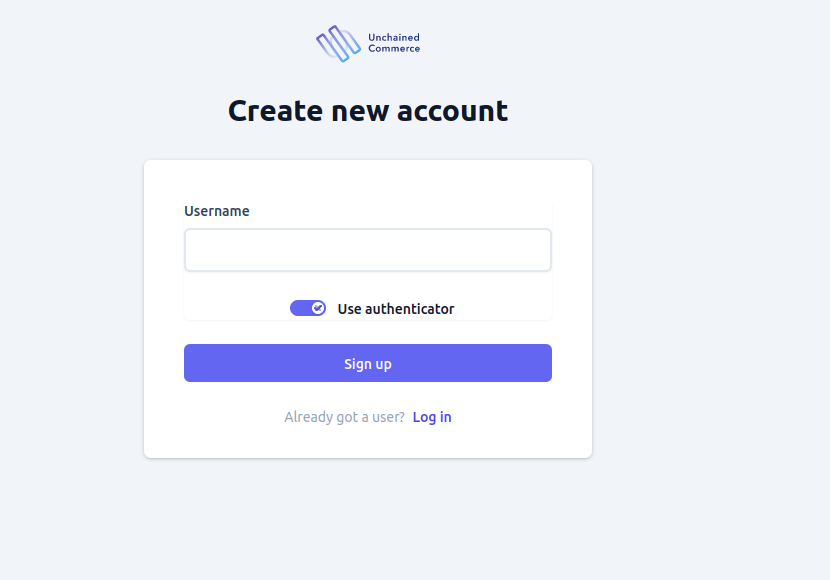 Unchained
Commerce
Create new account
Username
Use authenticator
Sign up
Already got a user? Log in